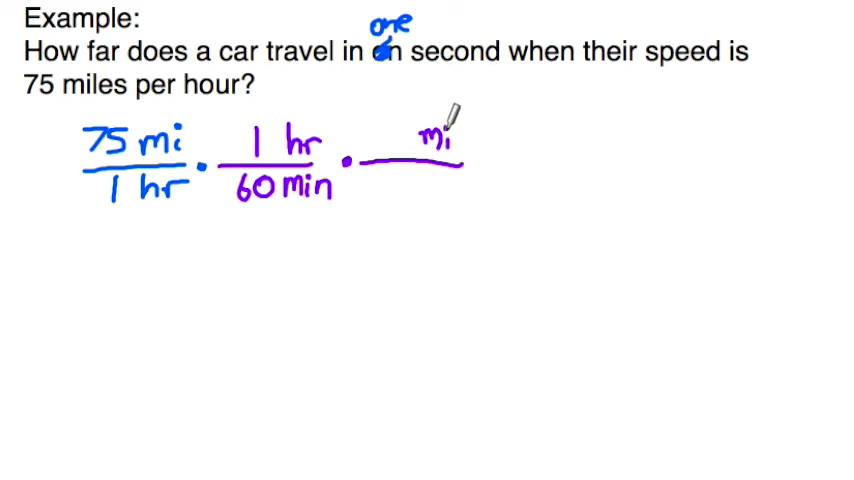 Example:
one
How far does a car travel in an second when their speed is
75 miles per hour?
75 mi 1 hr mi
1 hr · 60 min ·